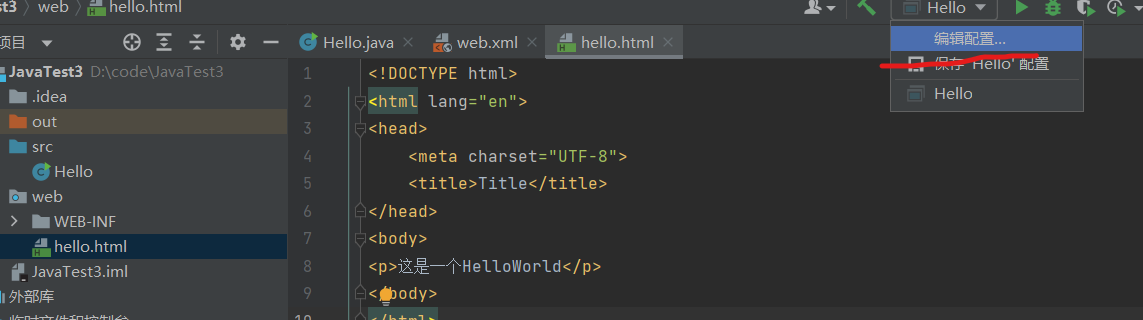 Test3 › web › hello.html
Hello
项目
Hello.java
web.xml
hello.html
编辑配置...
保存 'Hello' 配置
Hello
JavaTest3 D:\code\JavaTest3
.idea
out
src
Hello
web
WEB-INF
hello.html
JavaTest3.iml
外部库
1 <!DOCTYPE html>
2 <html lang="en">
3 <head>
4 <meta charset="UTF-8">
5 <title>Title</title>
6 </head>
7 <body>
8 <p>这是一个HelloWorld</p>
9 </body>